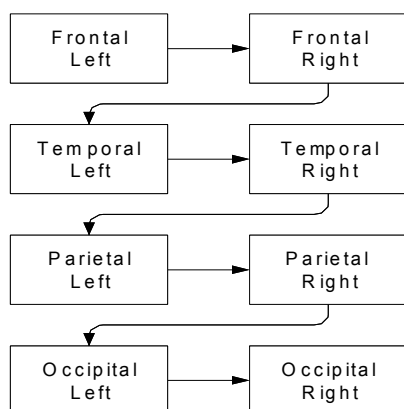 Frontal
Left
Frontal
Right
Temporal
Left
Temporal
Right
Parietal
Left
Parietal
Right
Occipital
Left
Occipital
Right